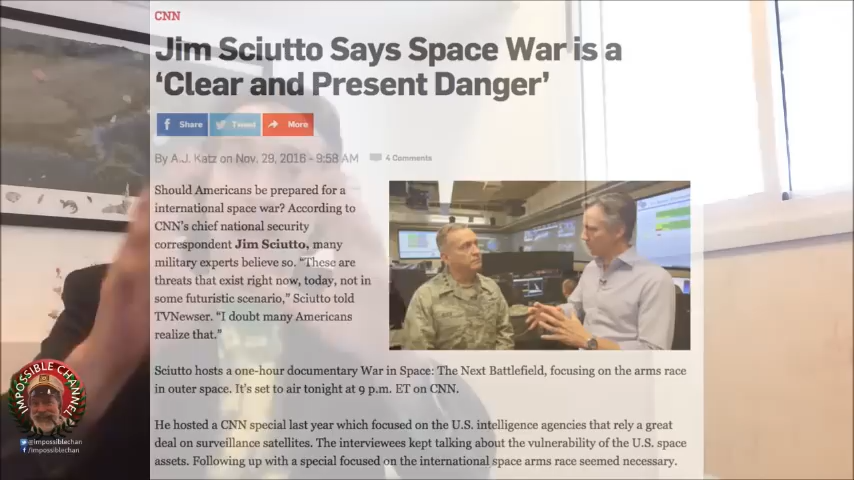 CNN
Jim Sciutto Says Space War is a
‘Clear and Present Danger’
Share
Tweet
More
By A.J. Katz on Nov. 29, 2016 - 9:58 AM
4 Comments
Should Americans be prepared for a
international space war? According to
CNN’s chief national security
correspondent Jim Sciutto, many
military experts believe so. “These are
threats that exist right now, today, not in
some futuristic scenario,” Sciutto told
TVNewser. “I doubt many Americans
realize that.”
Sciutto hosts a one-hour documentary War in Space: The Next Battlefield, focusing on the arms race
in outer space. It’s set to air tonight at 9 p.m. ET on CNN.
He hosted a CNN special last year which focused on the U.S. intelligence agencies that rely a great
deal on surveillance satellites. The interviewees kept talking about the vulnerability of the U.S. space
assets. Following up with a special focused on the international space arms race seemed necessary.
IMPOSSIBLE CHANNEL
@Impossiblechan
/impossiblechan